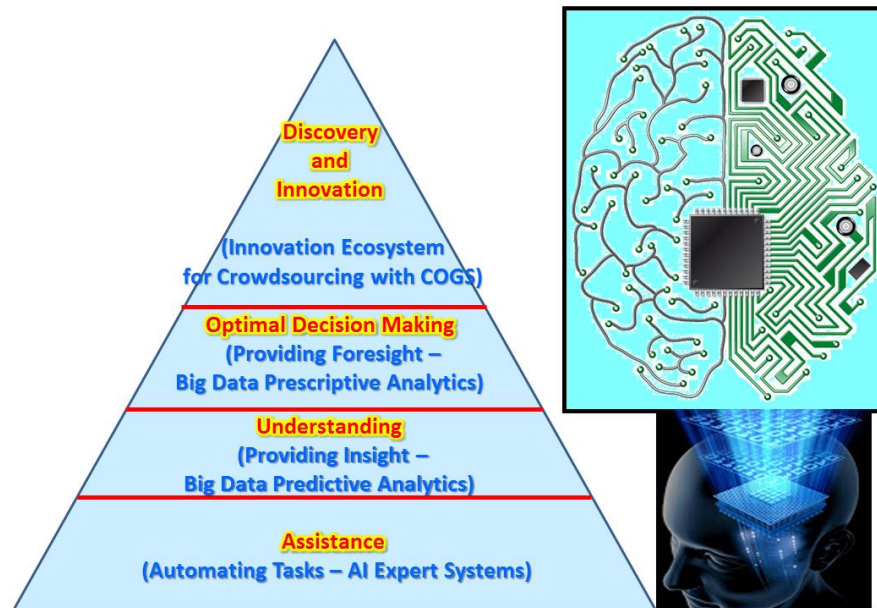 Discovery
and
Innovation
(Innovation Ecosystem
for Crowdsourcing with COGS)
Optimal Decision Making
(Providing Foresight –
Big Data Prescriptive Analytics)
Understanding
(Providing Insight –
Big Data Predictive Analytics)
Assistance
(Automating Tasks – AI Expert Systems)